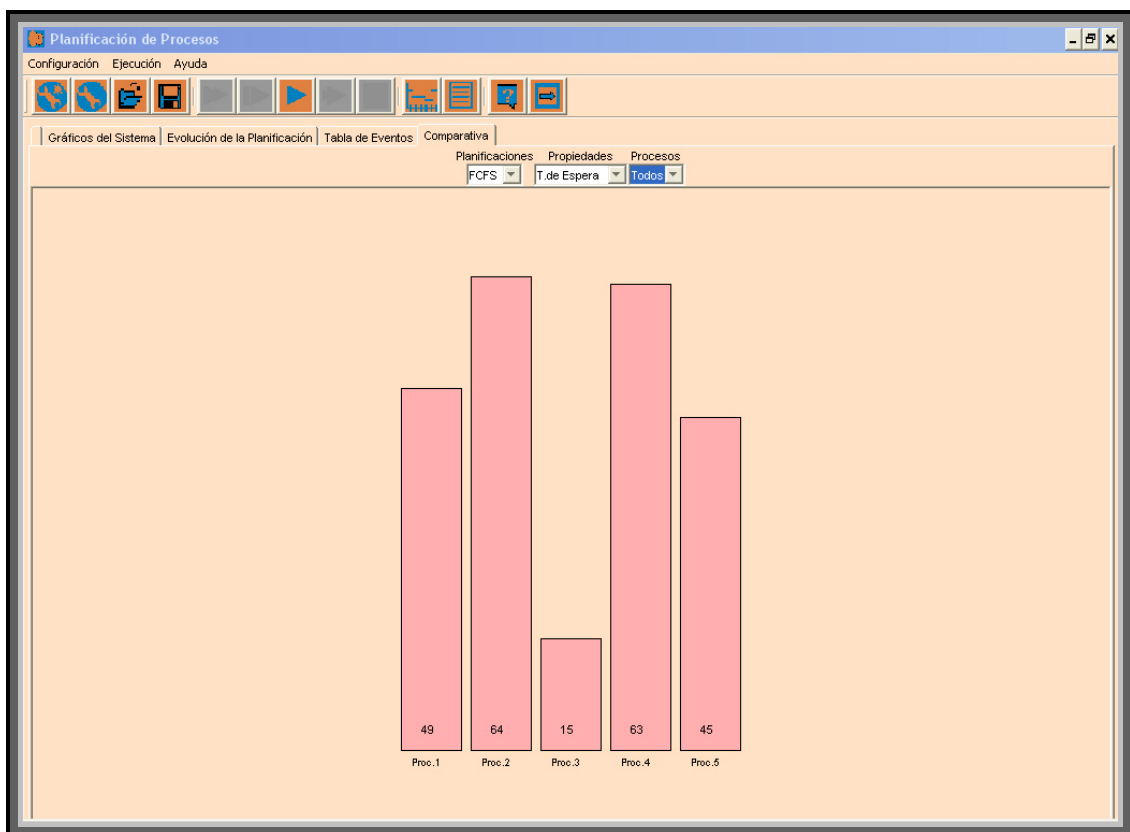 Planificación de Procesos
Configuración Ejecución Ayuda
Gráficos del Sistema Evolución de la Planificación Tabla de Eventos Comparativa
Planificaciones Propiedades Procesos
FCFS T.de Espera Todos
49 64 15 63 45
Proc.1 Proc.2 Proc.3 Proc.4 Proc.5